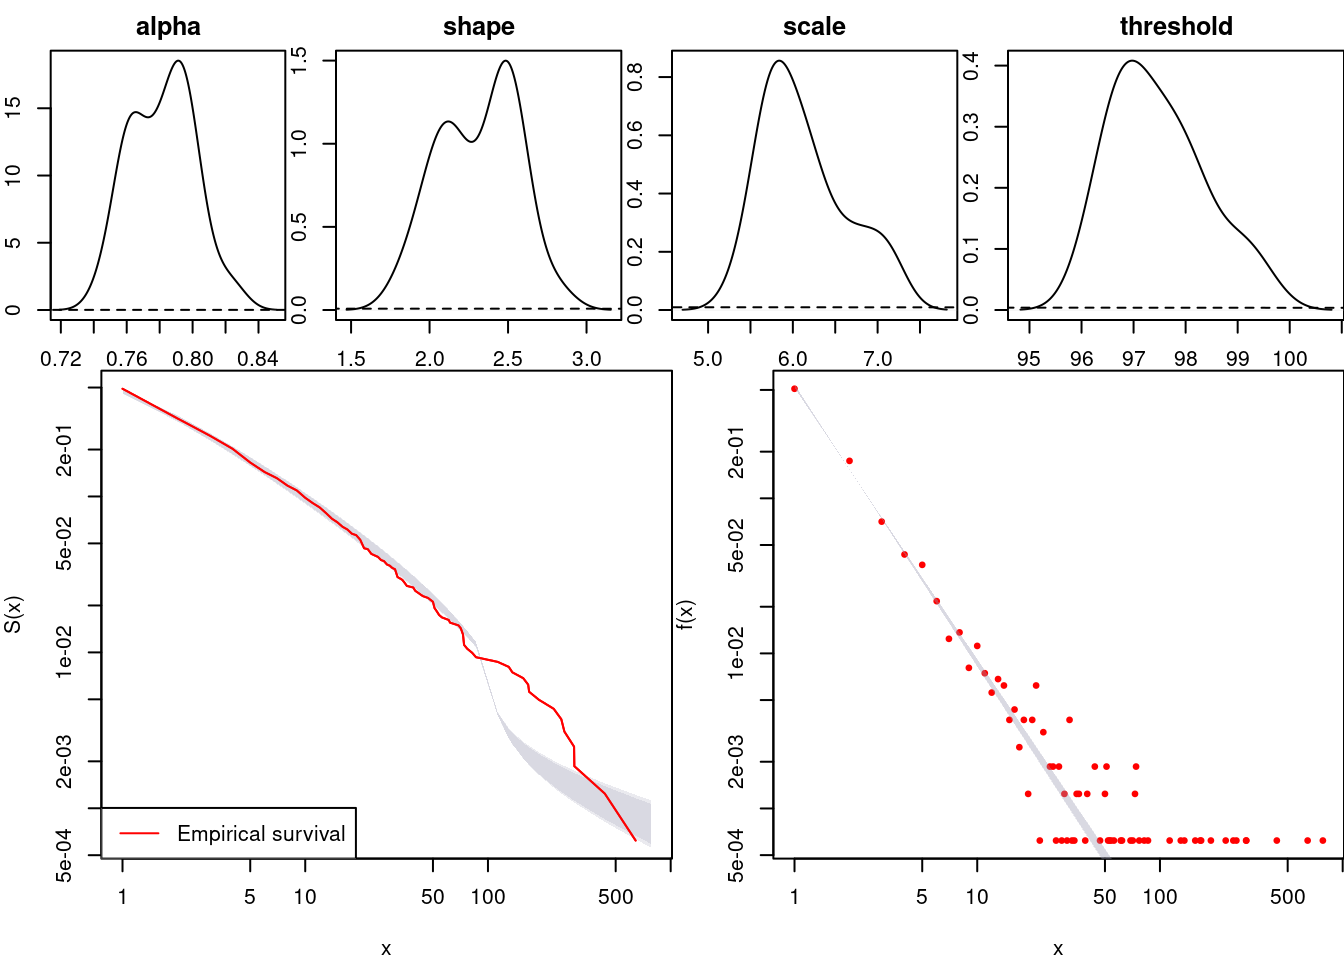 alpha
0 5 10 15
0.72 0.76 0.80 0.84
shape
0.0 0.5 1.0 1.5
1.5 2.0 2.5 3.0
scale
0.0 0.2 0.4 0.6 0.8
5.0 6.0 7.0
threshold
0.0 0.1 0.2 0.3 0.4
95 96 97 98 99 100
S(x)
5e-04 2e-03 1e-02 5e-02 2e-01
Empirical survival
1 5 10 50 100 500
x
f(x)
5e-04 2e-03 1e-02 5e-02 2e-01
1 5 10 50 100 500
x